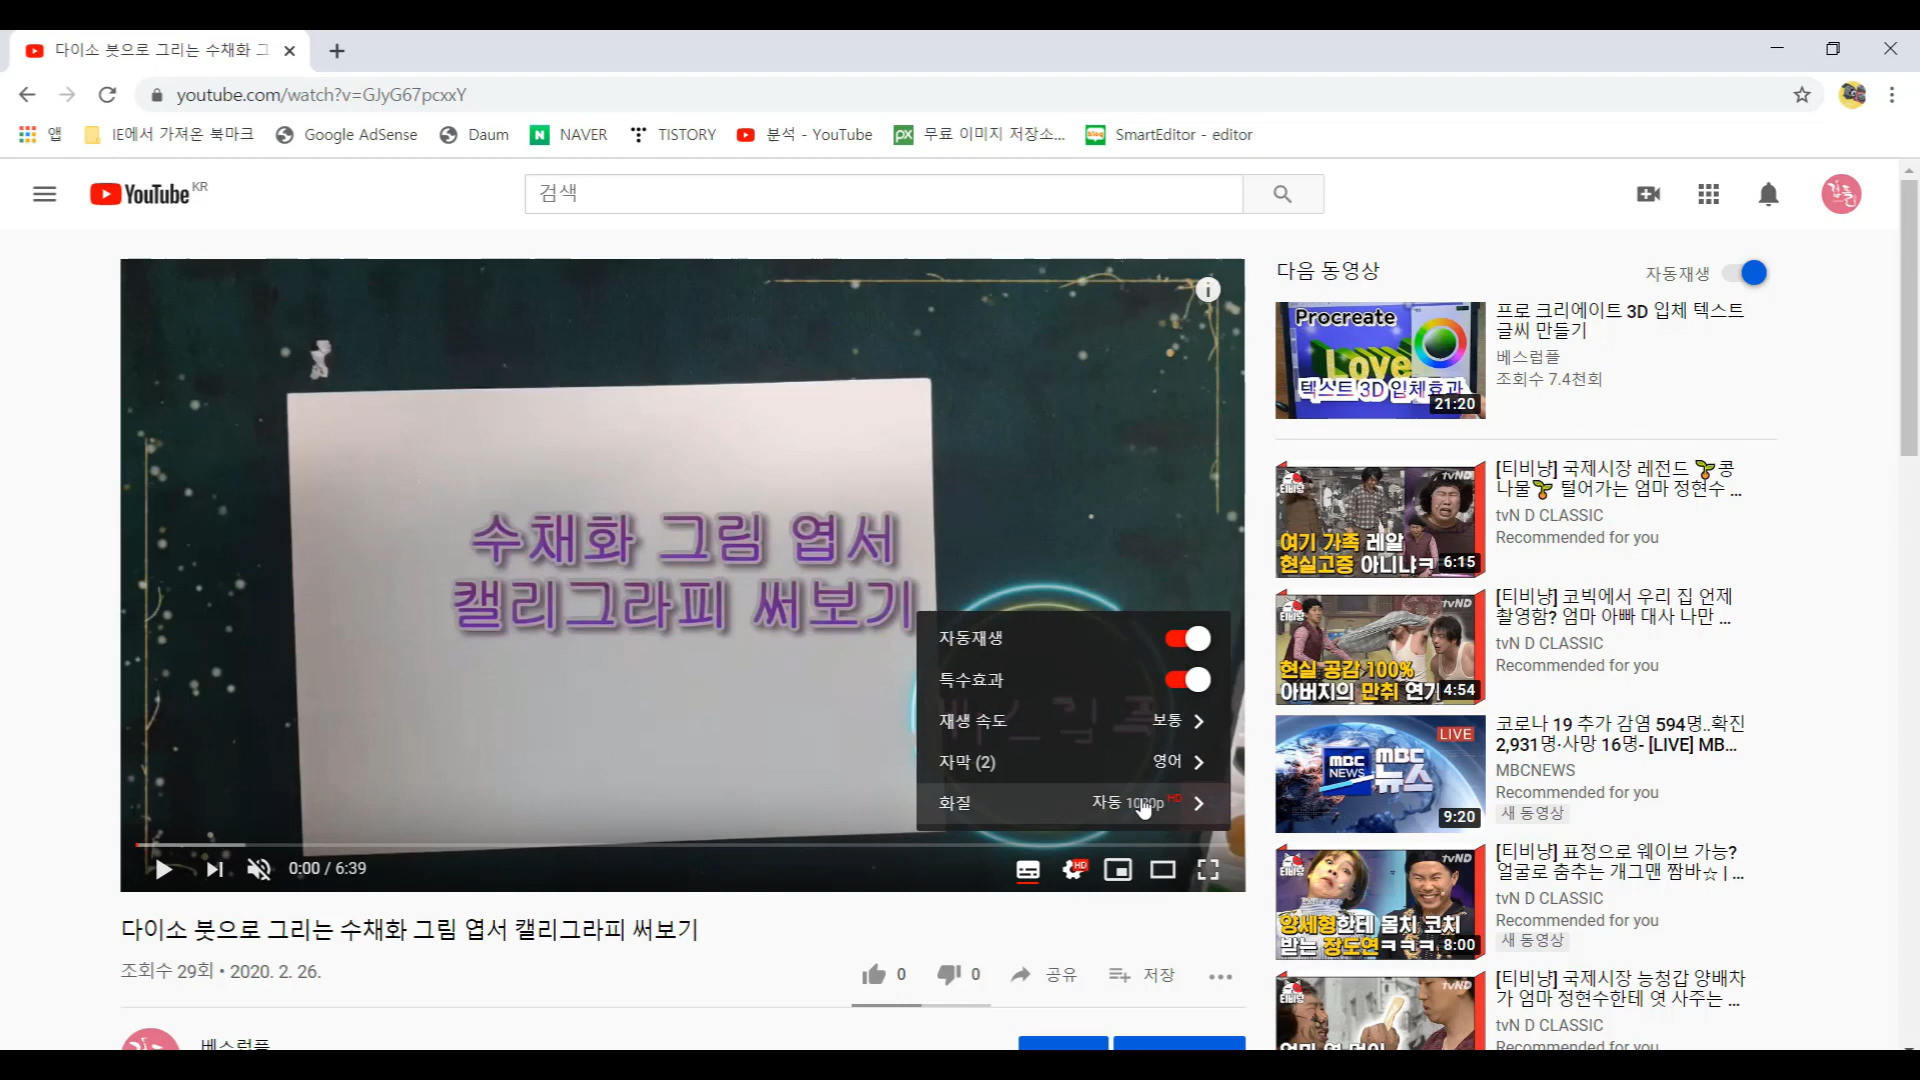 다이소 붓으로 그리는 수채화 그
youtube.com/watch?v=GJyG67pcxxY
앱 IE에서 가져온 북마크 Google AdSense Daum NAVER TISTORY 분석 - YouTube 무료 이미지 저장소... SmartEditor - editor
YouTube KR
검색
수채화 그림 엽서
캘리그라피 써보기
자동재생
특수효과
재생 속도 보통
자막 (2) 영어
화질 자동 1080p HD
0:00 / 6:39
HD
다이소 붓으로 그리는 수채화 그림 엽서 캘리그라피 써보기
조회수 29회 • 2020. 2. 26.
0 0 공유 저장
베스럼플
다음 동영상 자동재생
Procreate
Love
텍스트 3D 입체효과
21:20
프로 크리에이트 3D 입체 텍스트
글씨 만들기
베스럼플
조회수 7.4천회
티비냥
tvND
여기 가족 레알
현실고증 아니냐ㅋ
6:15
[티비냥] 국제시장 레전드 🌱콩
나물🌱 털어가는 엄마 정현수 ...
tvN D CLASSIC
Recommended for you
tvND
현실 공감 100%
아버지의 만취 연기
4:54
[티비냥] 코빅에서 우리 집 언제
촬영함? 엄마 아빠 대사 나만 ...
tvN D CLASSIC
Recommended for you
LIVE
MBC
NEWS
MBC
뉴스
9:20
코로나 19 추가 감염 594명..확진
2,931명·사망 16명- [LIVE] MB...
MBCNEWS
Recommended for you
새 동영상
티비냥
tvND
양세형한테 몸치 코치
받는 장도연ㅋㅋㅋ
8:00
[티비냥] 표정으로 웨이브 가능?
얼굴로 춤추는 개그맨 짬바☆ | ...
tvN D CLASSIC
Recommended for you
새 동영상
티비냥
tvND
[티비냥] 국제시장 능청갑 양배차
가 엄마 정현수한테 엿 사주는 ...
tvN D CLASSIC
Recommended for you